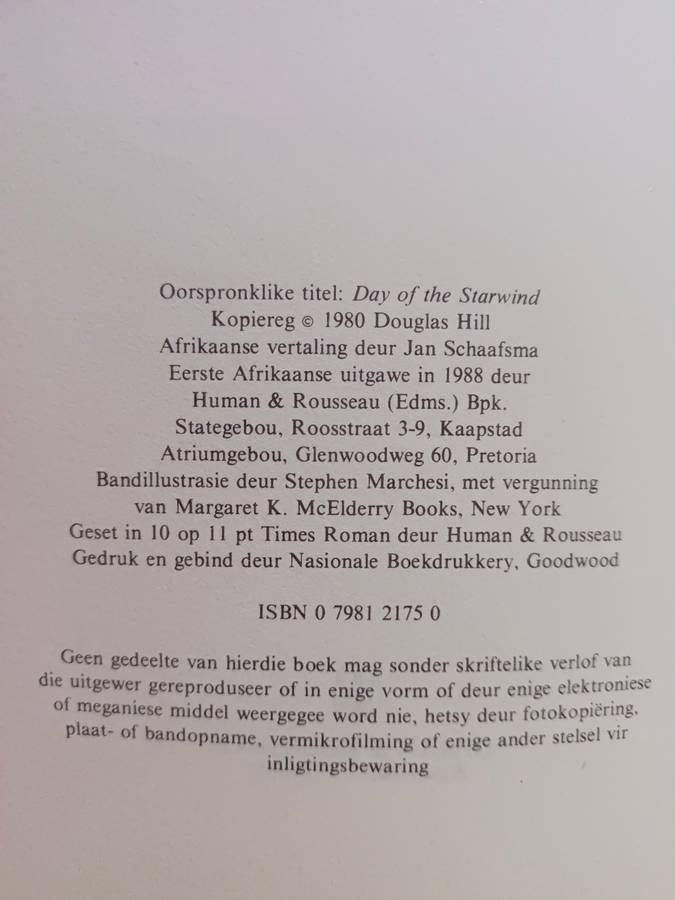 Oorspronklike titel: Day of the Starwind
Kopiereg © 1980 Douglas Hill
Afrikaanse vertaling deur Jan Schaafsma
Eerste Afrikaanse uitgawe in 1988 deur
Human & Rousseau (Edms.) Bpk.
Stategebou, Roosstraat 3-9, Kaapstad
Atriumgebou, Glenwoodweg 60, Pretoria
Bandillustrasie deur Stephen Marchesi, met vergunning
van Margaret K. McElderry Books, New York
Geset in 10 op 11 pt Times Roman deur Human & Rousseau
Gedruk en gebind deur Nasionale Boekdrukkery, Goodwood
ISBN 0 7981 2175 0
Geen gedeelte van hierdie boek mag sonder skriftelike verlof van
die uitgewer gereproduseer of in enige vorm of deur enige elektroniese
of meganiese middel weergegee word nie, hetsy deur fotokopiëring,
plaat- of bandopname, vermikrofilming of enige ander stelsel vir
inligtingsbewaring